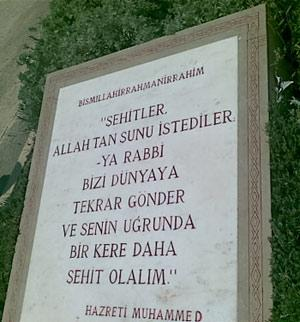 BISMILLAHIRRAHMANIRRAHIM
"SEHITLER,
ALLAH TAN SUNU ISTEDILER
-YA RABBI
BIZI DÜNYAYA
TEKRAR GÖNDER
VE SENIN UĞRUNDA
BIR KERE DAHA
SEHIT OLALIM."
HAZRETI MUHAMMED